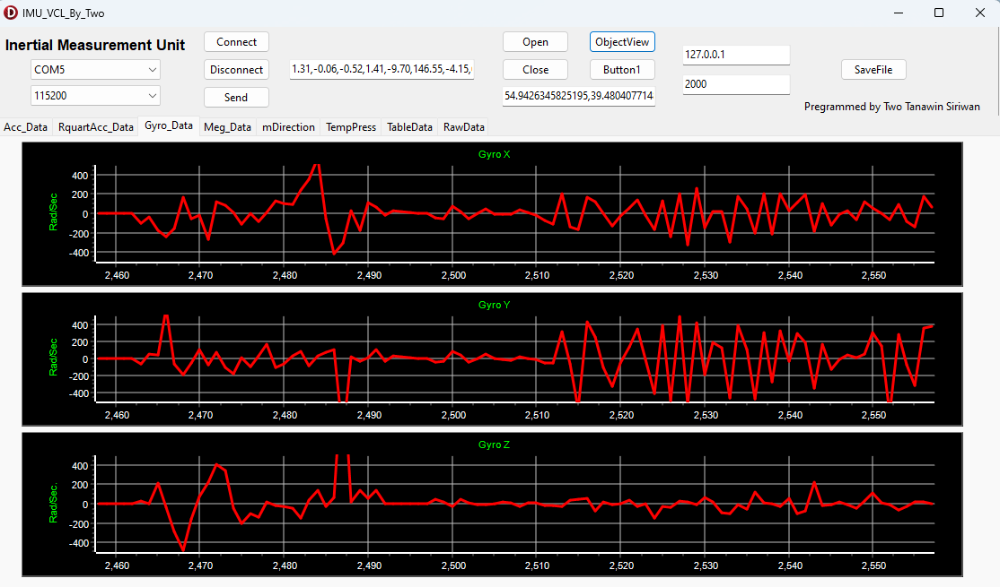 IMU_VCL_By_Two
Inertial Measurement Unit
Connect
Open
ObjectView
127.0.0.1
COM5
Disconnect
1.31,-0.06,-0.52,1.41,-9.70,146.55,-4.15,
Close
Button1
SaveFile
115200
Send
54.9426345825195,39.480407714
2000
Pregrammed by Two Tanawin Siriwan
Acc_Data RquartAcc_Data Gyro_Data Meg_Data mDirection TempPress TableData RawData
Gyro X
Rad/Sec
400
200
0
-200
-400
2,460 2,470 2,480 2,490 2,500 2,510 2,520 2,530 2,540 2,550
Gyro Y
Rad/Sec
400
200
0
-200
-400
2,460 2,470 2,480 2,490 2,500 2,510 2,520 2,530 2,540 2,550
Gyro Z
Rad/Sec.
400
200
0
-200
-400
2,460 2,470 2,480 2,490 2,500 2,510 2,520 2,530 2,540 2,550